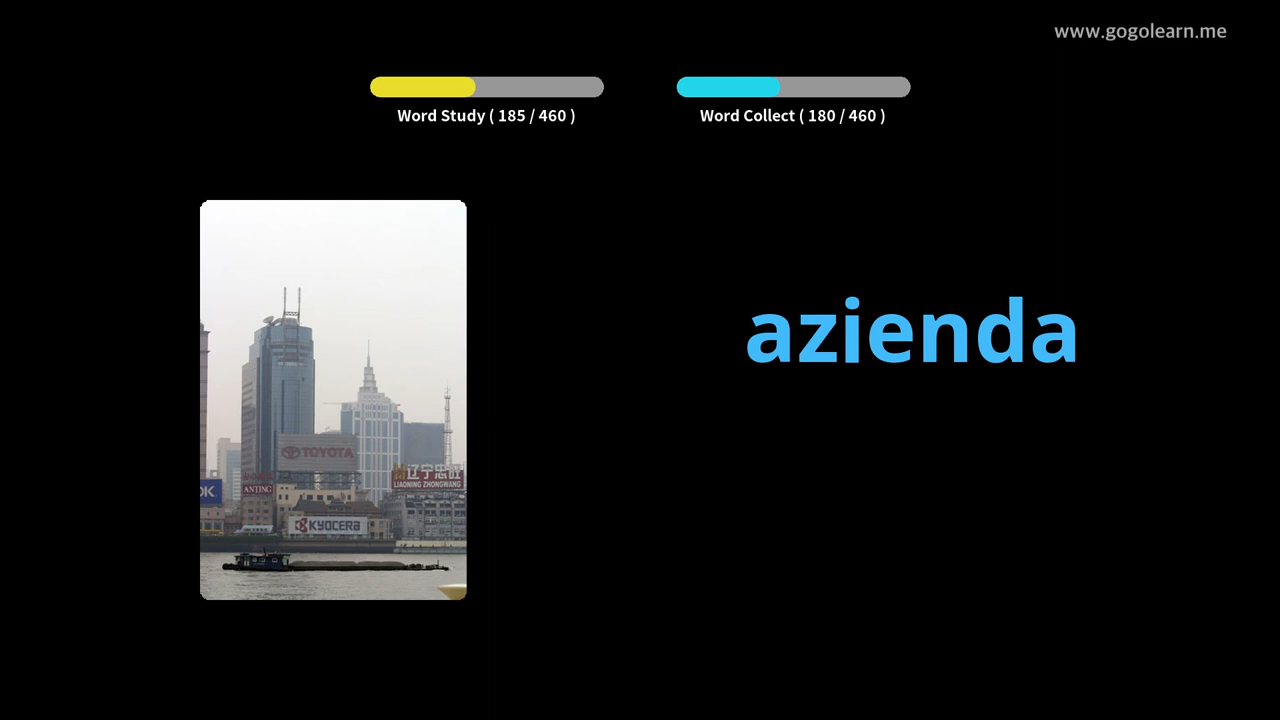 www.gogolearn.me
Word Study ( 185 / 460 )
Word Collect ( 180 / 460 )
azienda
TOYOTA
辽宁忠旺
LIAONING ZHONGWANG
OK
ANTING
KYOCERA